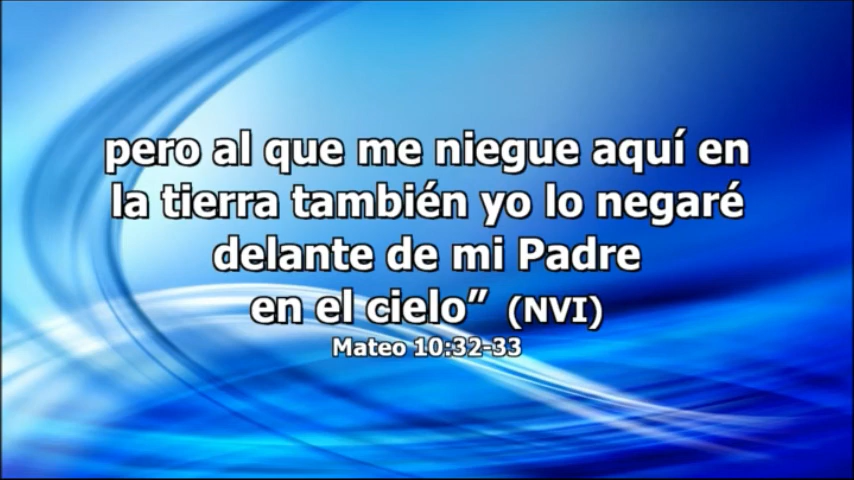 pero al que me niegue aquí en
la tierra también yo lo negaré
delante de mi Padre
en el cielo” (NVI)
Mateo 10:32-33